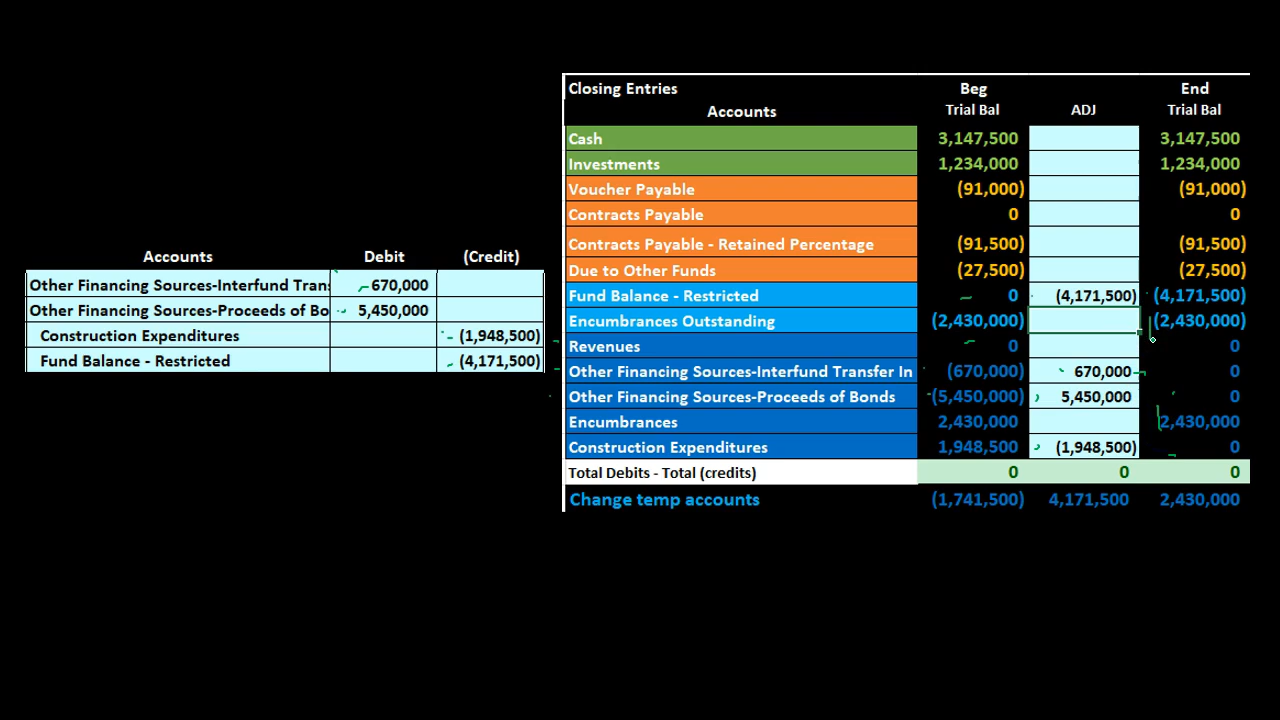 Accounts Debit (Credit)
Other Financing Sources-Interfund Trans 670,000
Other Financing Sources-Proceeds of Bo 5,450,000
Construction Expenditures (1,948,500)
Fund Balance - Restricted (4,171,500)
Closing Entries Beg End
Accounts Trial Bal ADJ Trial Bal
Cash 3,147,500 3,147,500
Investments 1,234,000 1,234,000
Voucher Payable (91,000) (91,000)
Contracts Payable 0 0
Contracts Payable - Retained Percentage (91,500) (91,500)
Due to Other Funds (27,500) (27,500)
Fund Balance - Restricted 0 (4,171,500) (4,171,500)
Encumbrances Outstanding (2,430,000) (2,430,000)
Revenues 0 0
Other Financing Sources-Interfund Transfer In (670,000) 670,000 0
Other Financing Sources-Proceeds of Bonds (5,450,000) 5,450,000 0
Encumbrances 2,430,000 2,430,000
Construction Expenditures 1,948,500 (1,948,500) 0
Total Debits - Total (credits) 0 0 0
Change temp accounts (1,741,500) 4,171,500 2,430,000